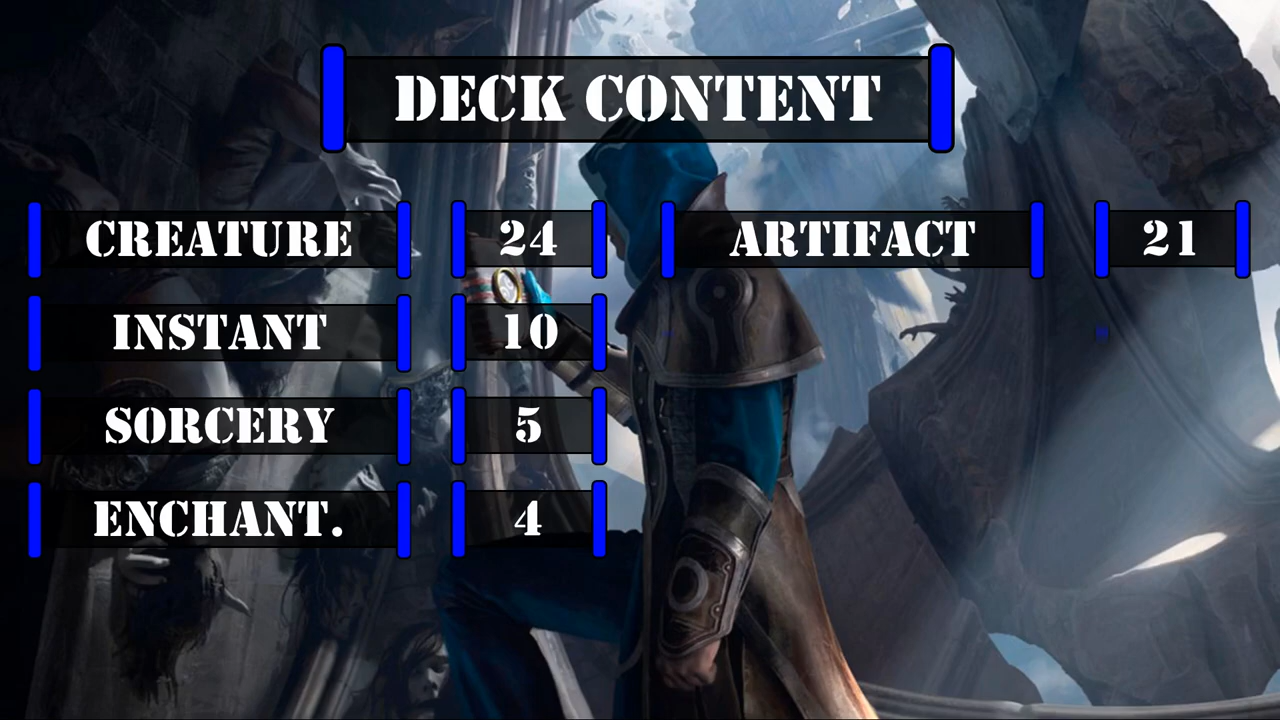 DECK CONTENT
CREATURE 24 ARTIFACT 21
INSTANT 10
SORCERY 5
ENCHANT. 4